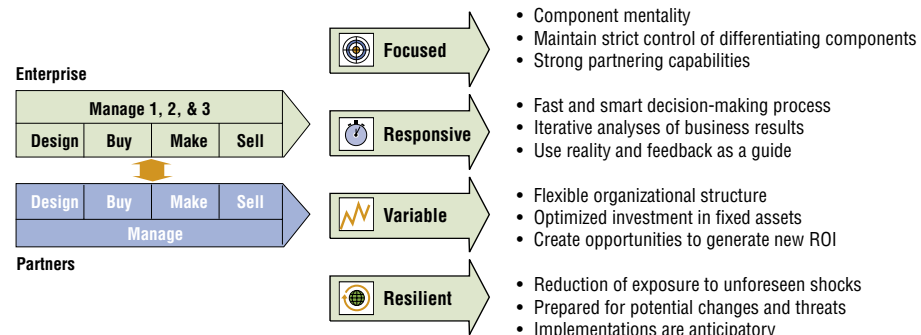 Enterprise
Manage 1, 2, & 3
Design Buy Make Sell
Design Buy Make Sell
Manage
Partners
Focused
• Component mentality
• Maintain strict control of differentiating components
• Strong partnering capabilities
Responsive
• Fast and smart decision-making process
• Iterative analyses of business results
• Use reality and feedback as a guide
Variable
• Flexible organizational structure
• Optimized investment in fixed assets
• Create opportunities to generate new ROI
Resilient
• Reduction of exposure to unforeseen shocks
• Prepared for potential changes and threats
• Implementations are anticipatory